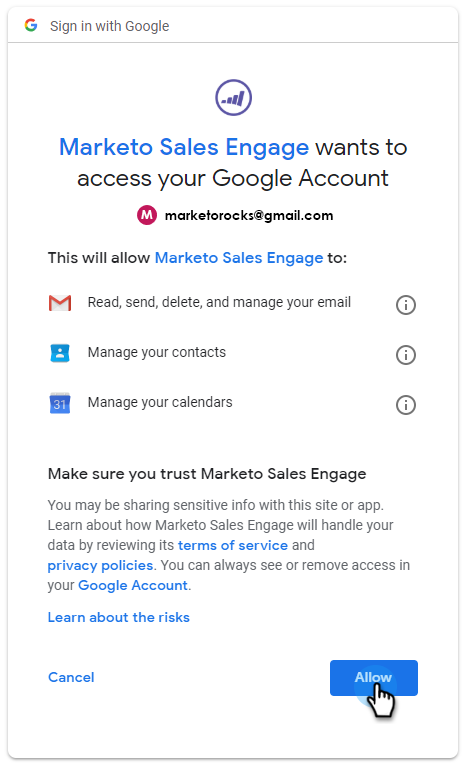 Sign in with Google
Marketo Sales Engage wants to
access your Google Account
M marketorocks@gmail.com
This will allow Marketo Sales Engage to:
Read, send, delete, and manage your email
Manage your contacts
31 Manage your calendars
Make sure you trust Marketo Sales Engage
You may be sharing sensitive info with this site or app.
Learn about how Marketo Sales Engage will handle your
data by reviewing its terms of service and
privacy policies. You can always see or remove access in
your Google Account.
Learn about the risks
Cancel Allow